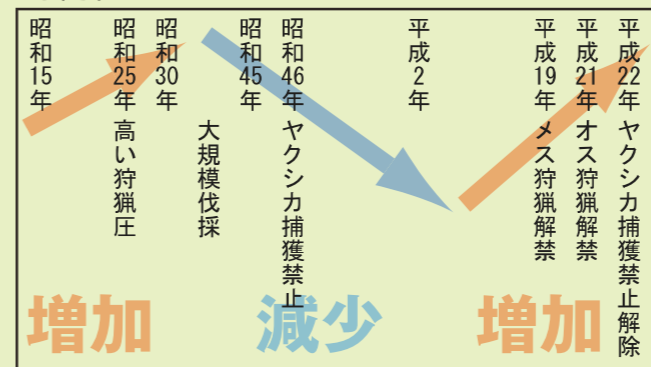 昭和15年
昭和25年 高い狩猟圧
昭和30年
大規模伐採
昭和45年
昭和46年 ヤクシカ捕獲禁止
平成2年
平成19年 メス狩猟解禁
平成21年 オス狩猟解禁
平成22年 ヤクシカ捕獲禁止解除
増加
減少
増加